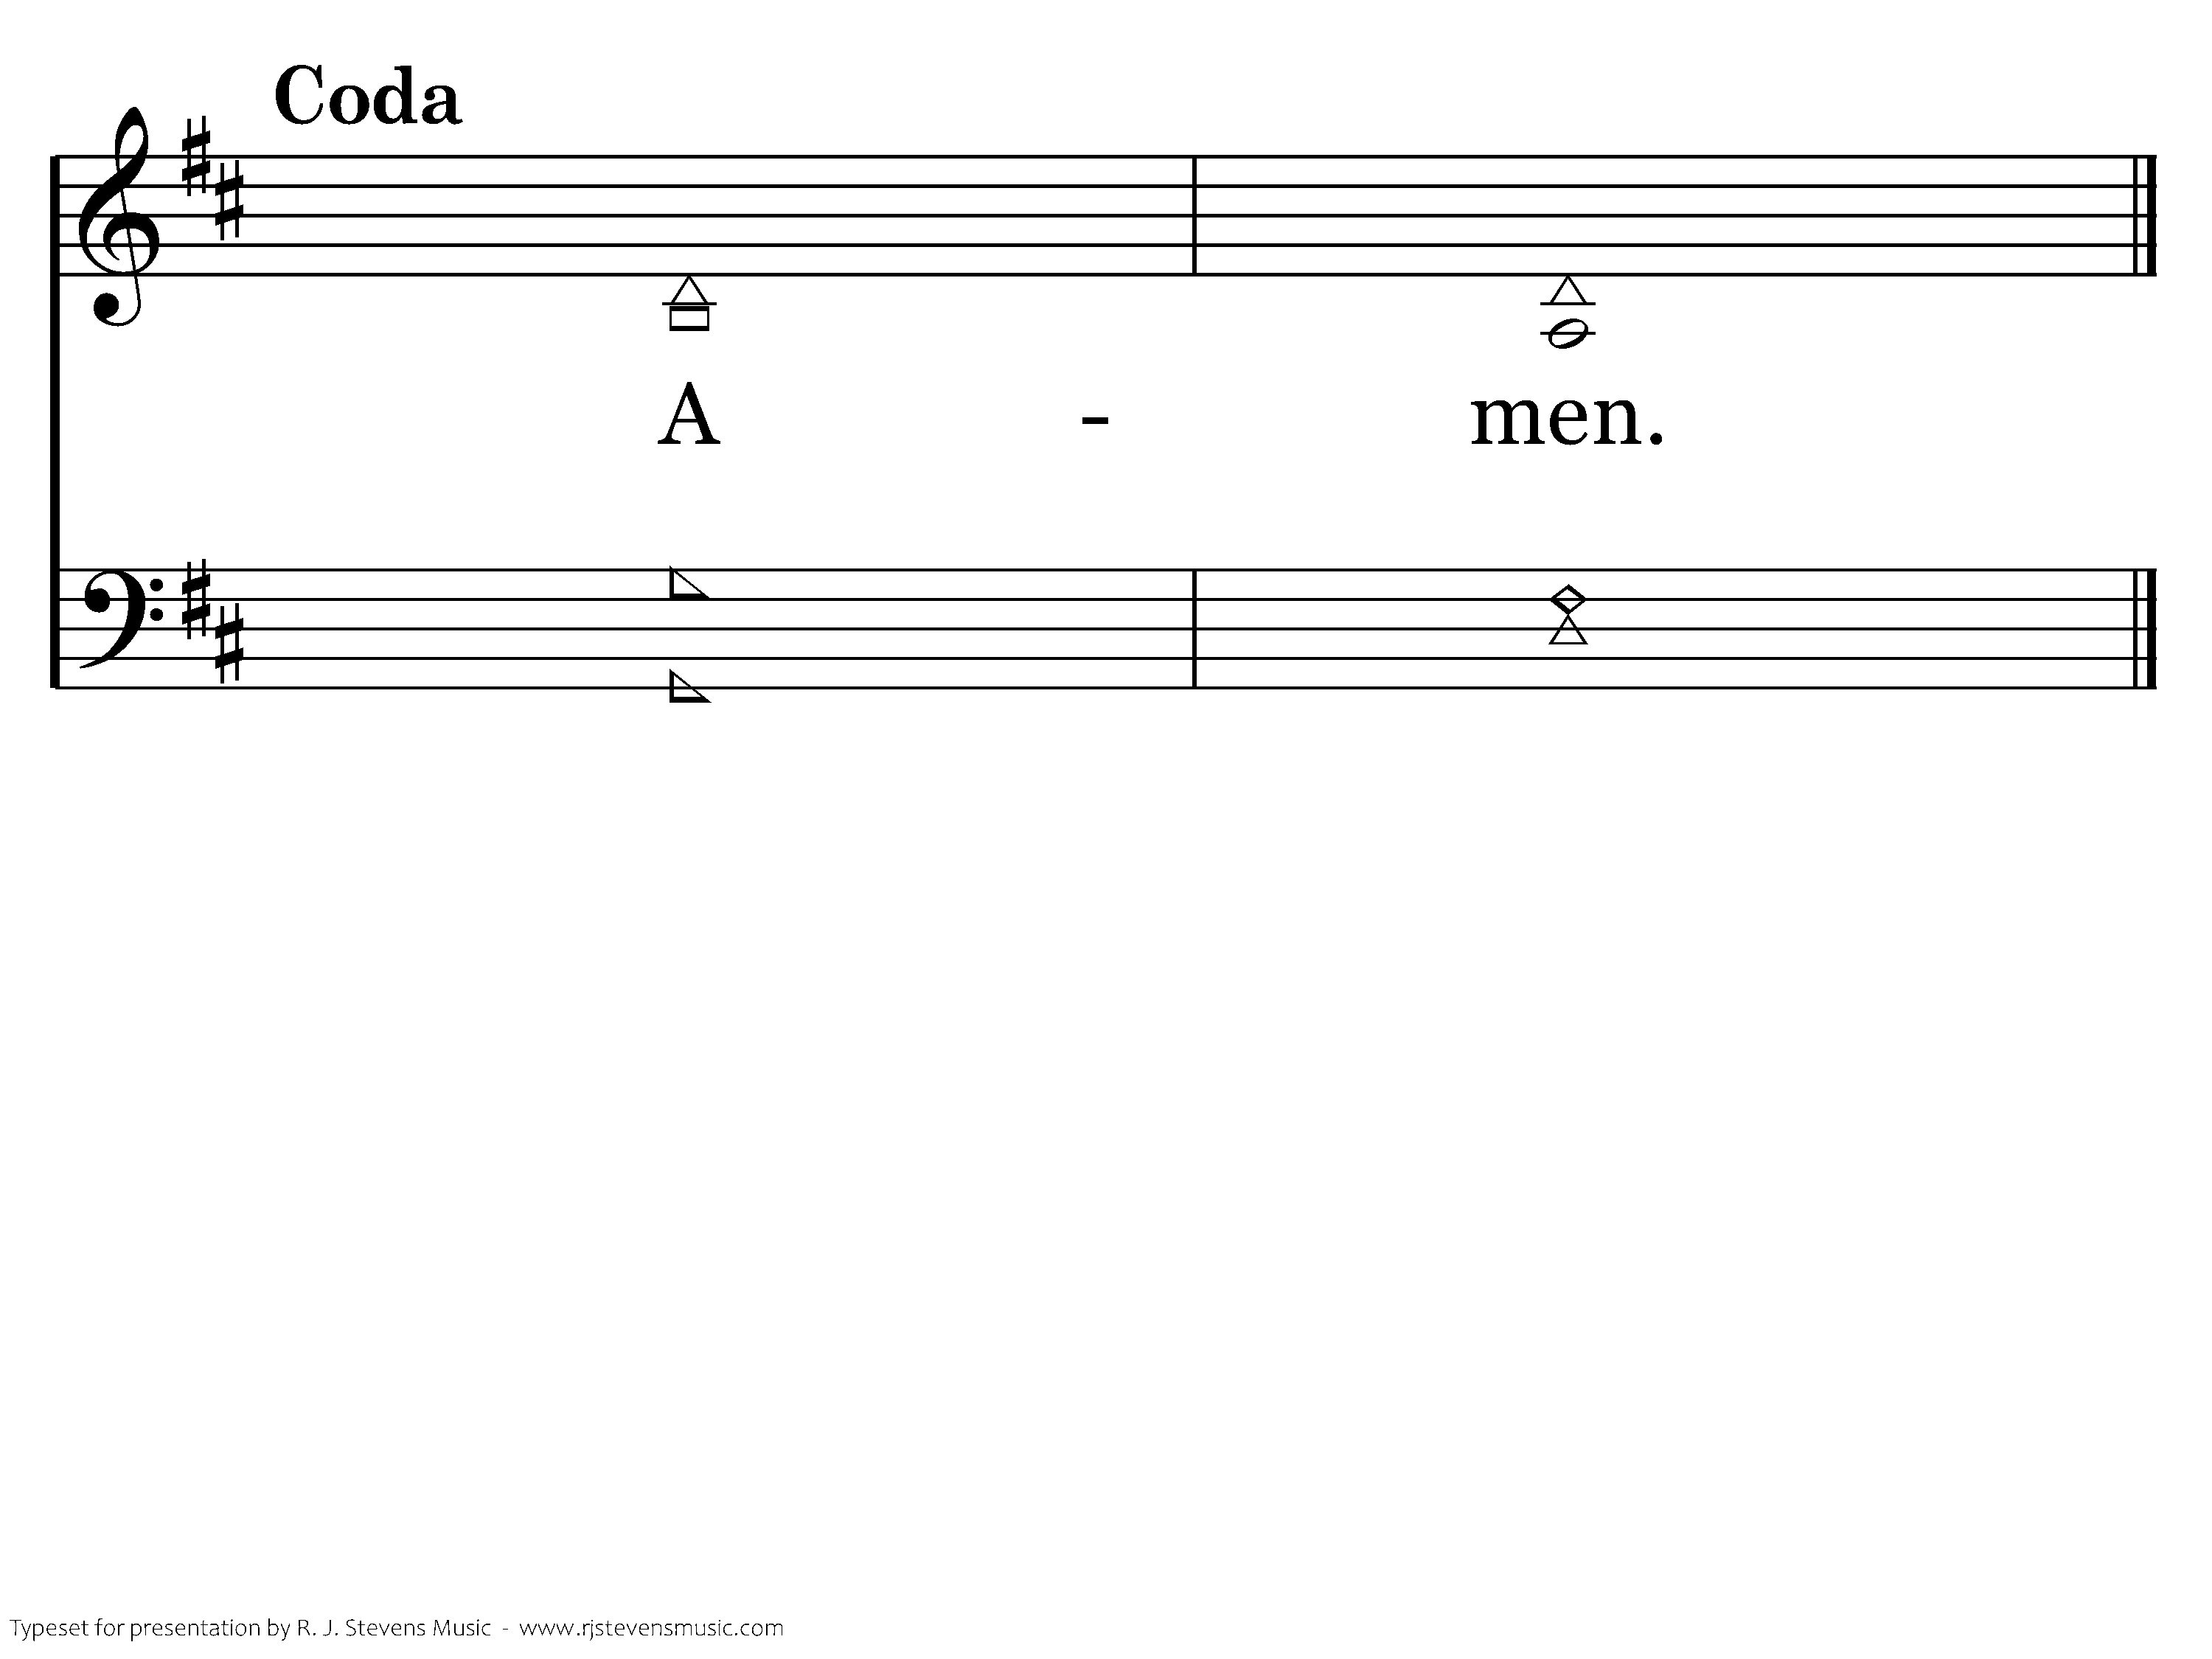 Coda
A - men.
Typeset for presentation by R. J. Stevens Music - www.rjstevensmusic.com